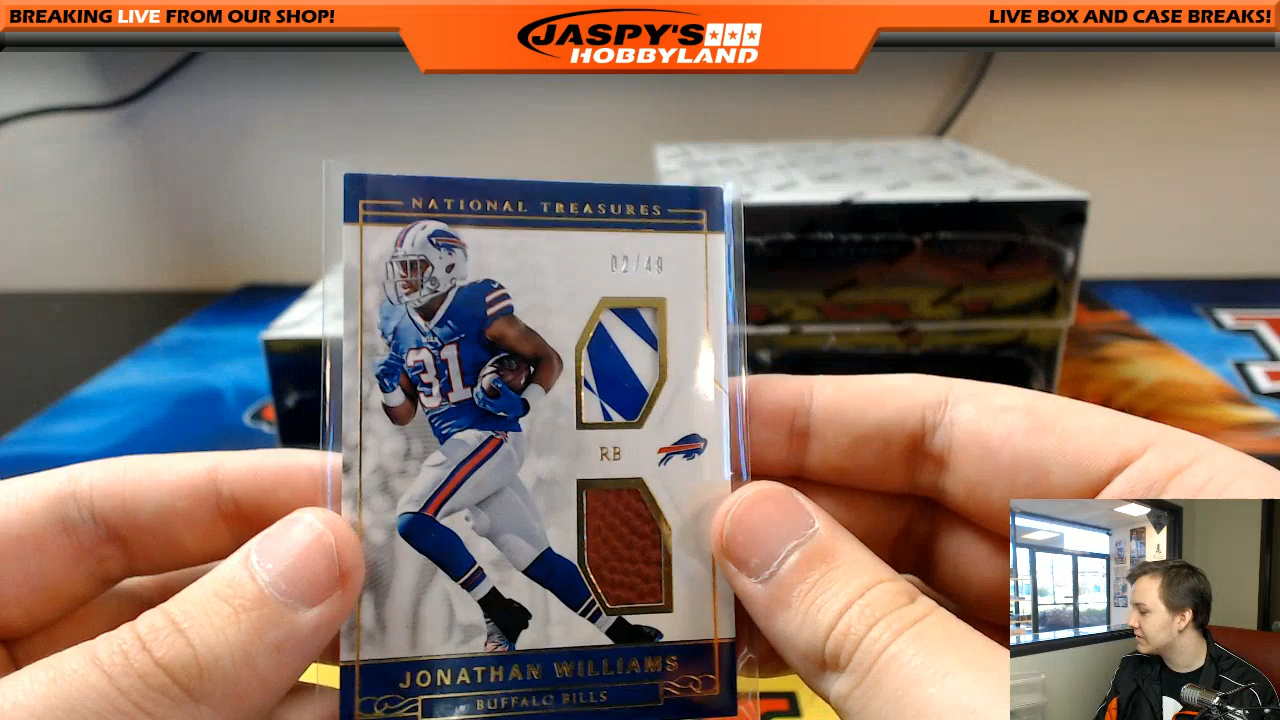 BREAKING LIVE FROM OUR SHOP!
JASPY'S
HOBBYLAND
LIVE BOX AND CASE BREAKS!
NATIONAL TREASURES
02/49
31
RB
JONATHAN WILLIAMS
BUFFALO BILLS